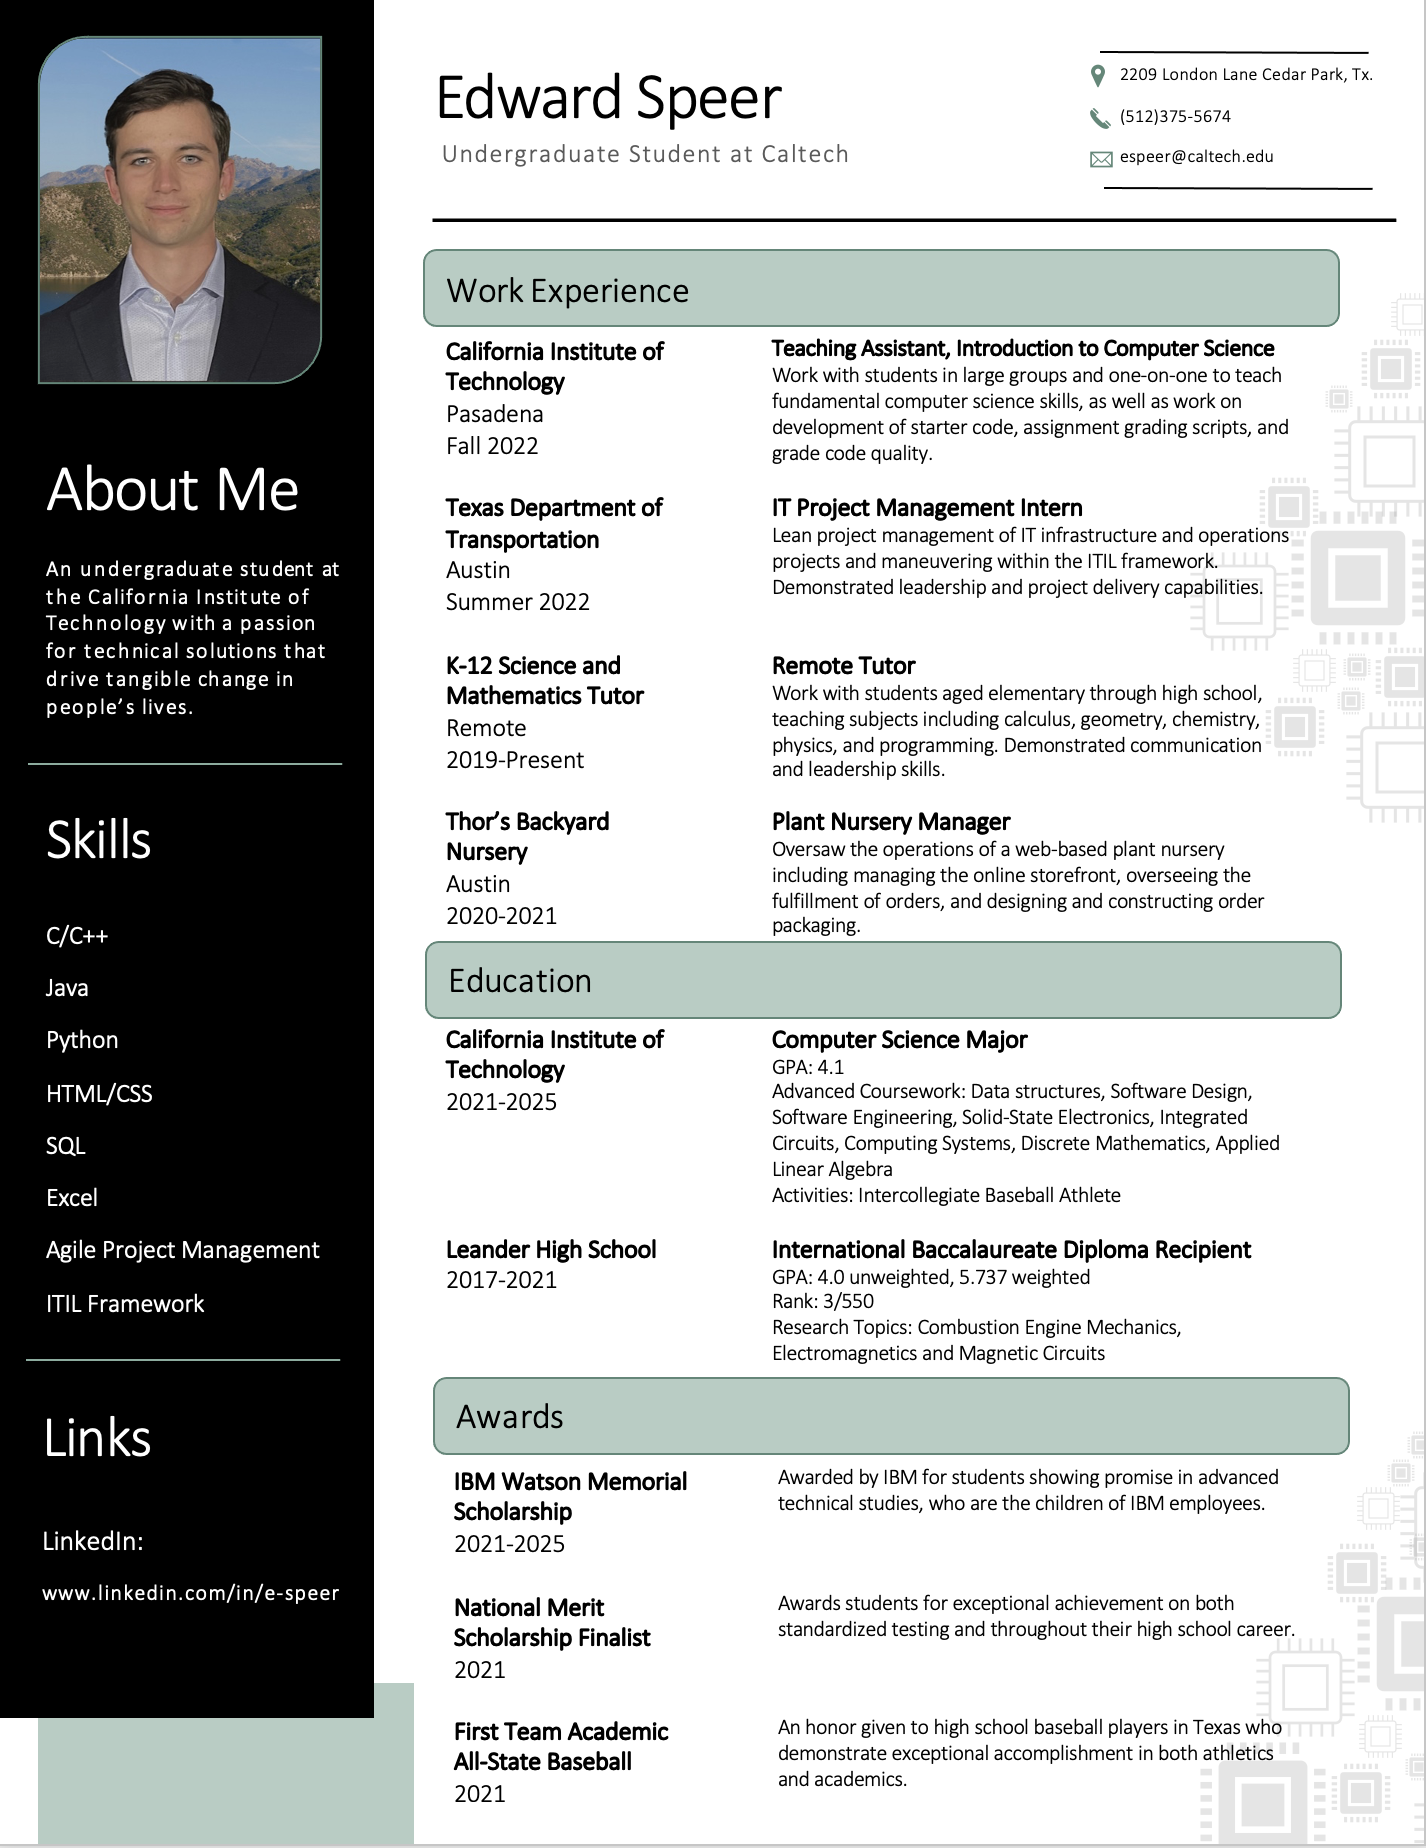 Edward Speer
Undergraduate Student at Caltech
2209 London Lane Cedar Park, Tx.
(512)375-5674
espeer@caltech.edu
About Me
An undergraduate student at
the California Institute of
Technology with a passion
for technical solutions that
drive tangible change in
people’s lives.
Skills
C/C++
Java
Python
HTML/CSS
SQL
Excel
Agile Project Management
ITIL Framework
Links
LinkedIn:
www.linkedin.com/in/e-speer
Work Experience
California Institute of
Technology
Pasadena
Fall 2022
Teaching Assistant, Introduction to Computer Science
Work with students in large groups and one-on-one to teach
fundamental computer science skills, as well as work on
development of starter code, assignment grading scripts, and
grade code quality.
Texas Department of
Transportation
Austin
Summer 2022
IT Project Management Intern
Lean project management of IT infrastructure and operations
projects and maneuvering within the ITIL framework.
Demonstrated leadership and project delivery capabilities.
K-12 Science and
Mathematics Tutor
Remote
2019-Present
Remote Tutor
Work with students aged elementary through high school,
teaching subjects including calculus, geometry, chemistry,
physics, and programming. Demonstrated communication
and leadership skills.
Thor’s Backyard
Nursery
Austin
2020-2021
Plant Nursery Manager
Oversaw the operations of a web-based plant nursery
including managing the online storefront, overseeing the
fulfillment of orders, and designing and constructing order
packaging.
Education
California Institute of
Technology
2021-2025
Computer Science Major
GPA: 4.1
Advanced Coursework: Data structures, Software Design,
Software Engineering, Solid-State Electronics, Integrated
Circuits, Computing Systems, Discrete Mathematics, Applied
Linear Algebra
Activities: Intercollegiate Baseball Athlete
Leander High School
2017-2021
International Baccalaureate Diploma Recipient
GPA: 4.0 unweighted, 5.737 weighted
Rank: 3/550
Research Topics: Combustion Engine Mechanics,
Electromagnetics and Magnetic Circuits
Awards
IBM Watson Memorial
Scholarship
2021-2025
Awarded by IBM for students showing promise in advanced
technical studies, who are the children of IBM employees.
National Merit
Scholarship Finalist
2021
Awards students for exceptional achievement on both
standardized testing and throughout their high school career.
First Team Academic
All-State Baseball
2021
An honor given to high school baseball players in Texas who
demonstrate exceptional accomplishment in both athletics
and academics.